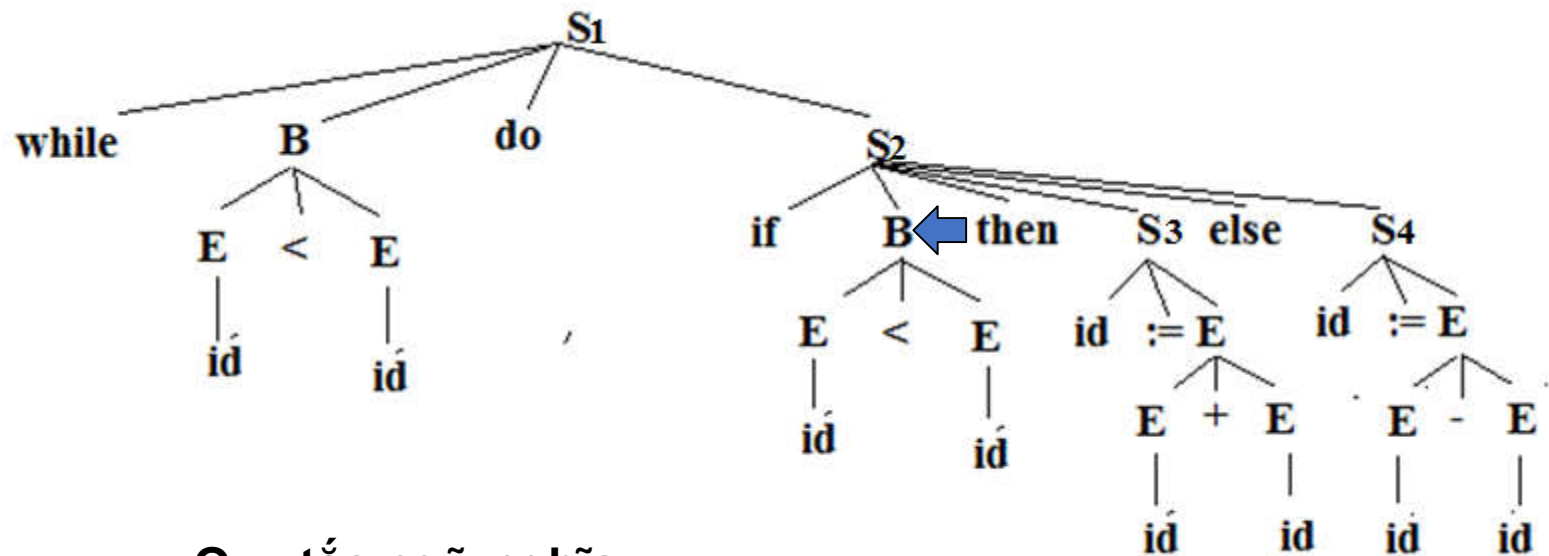 S1
while B do S2
E < E if B then S3 else S4
id id E < E id := E id := E
id id E + E E - E
id id id id